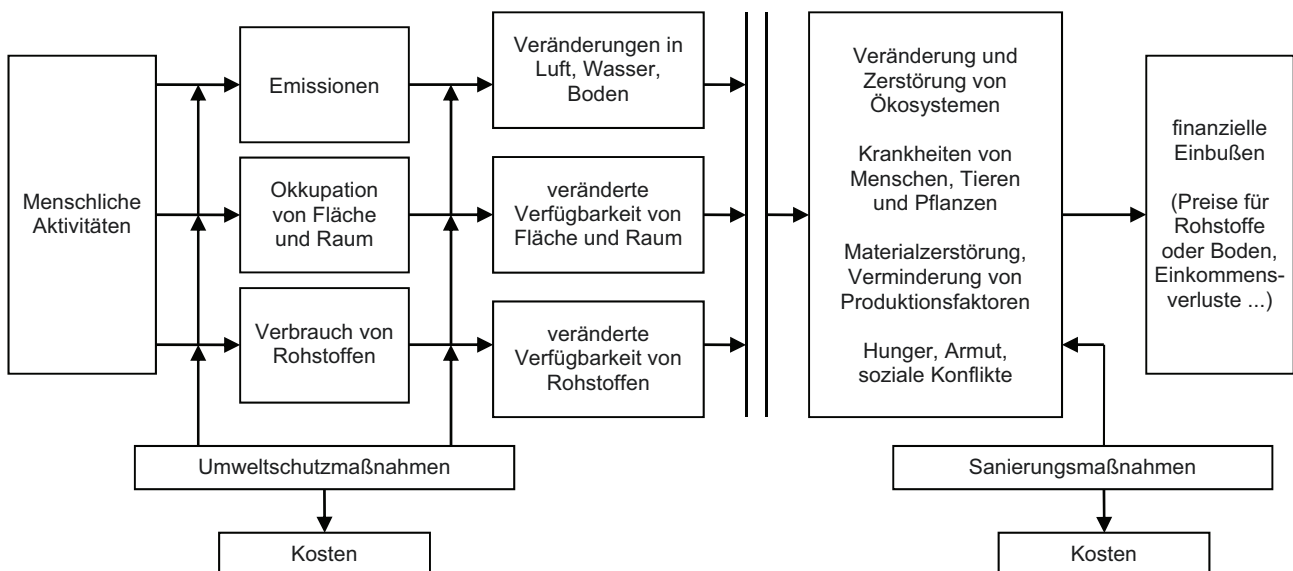 Menschliche
Aktivitäten
Emissionen
Okkupation
von Fläche
und Raum
Verbrauch von
Rohstoffen
Veränderungen in
Luft, Wasser,
Boden
veränderte
Verfügbarkeit von
Fläche und Raum
veränderte
Verfügbarkeit von
Rohstoffen
Veränderung und
Zerstörung von
Ökosystemen
Krankheiten von
Menschen, Tieren
und Pflanzen
Materialzerstörung,
Verminderung von
Produktionsfaktoren
Hunger, Armut,
soziale Konflikte
finanzielle
Einbußen
(Preise für
Rohstoffe
oder Boden,
Einkommens-
verluste ...)
Umweltschutzmaßnahmen
Kosten
Sanierungsmaßnahmen
Kosten